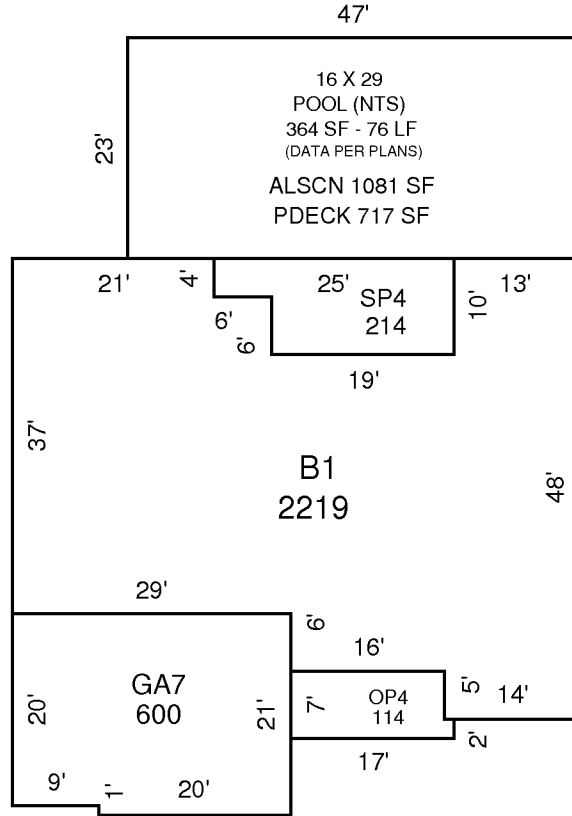 47'
23'
16 X 29
POOL (NTS)
364 SF - 76 LF
(DATA PER PLANS)
ALSCN 1081 SF
PDECK 717 SF
21'
4'
25'
SP4
214
10'
13'
6'
6'
19'
37'
B1
2219
48'
29'
6'
16'
GA7
600
20'
21'
7'
OP4
114
5'
14'
2'
17'
9'
1'
20'